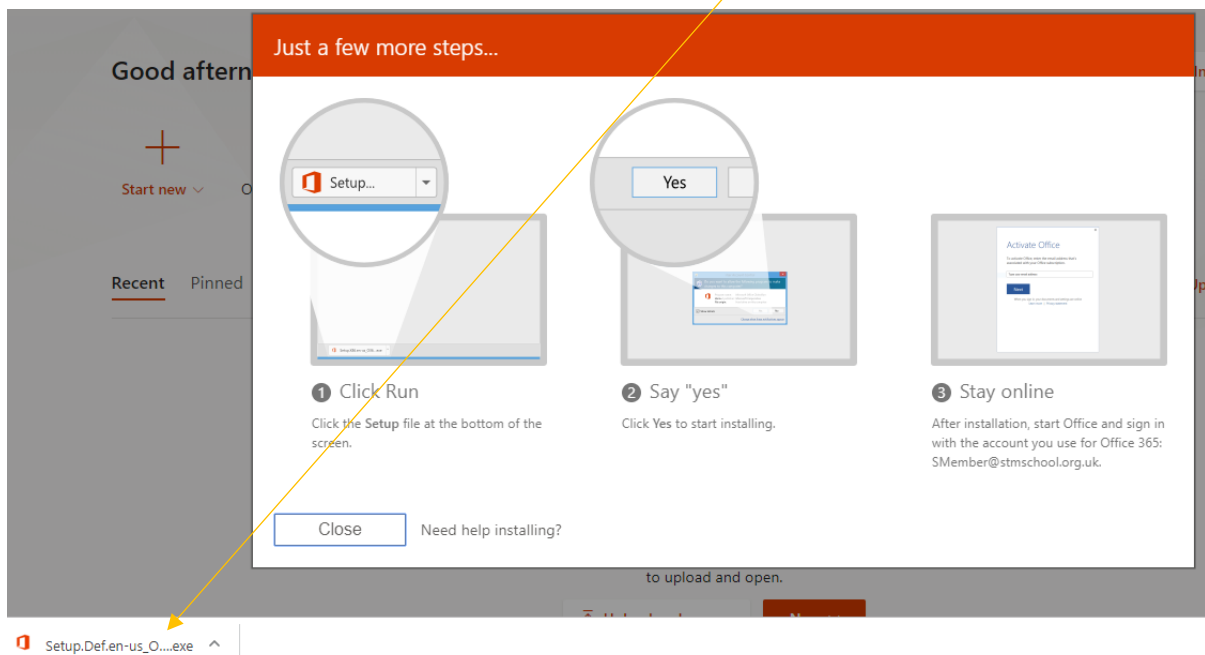 Just a few more steps...
Good aftern
In
Start new
O
Recent Pinned
Up
Setup...
Yes
Activate Office
1 Click Run
Click the Setup file at the bottom of the
screen.
2 Say "yes"
Click Yes to start installing.
3 Stay online
After installation, start Office and sign in
with the account you use for Office 365:
SMember@stmschool.org.uk.
Close Need help installing?
to upload and open.
Setup.Def.en-us_O....exe